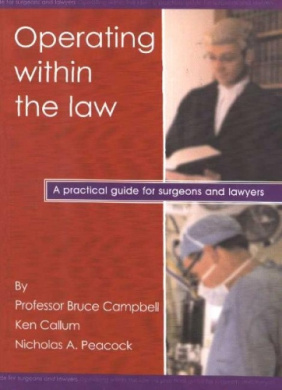 Operating
within
the law
A practical guide for surgeons and lawyers
By
Professor Bruce Campbell
Ken Callum
Nicholas A. Peacock